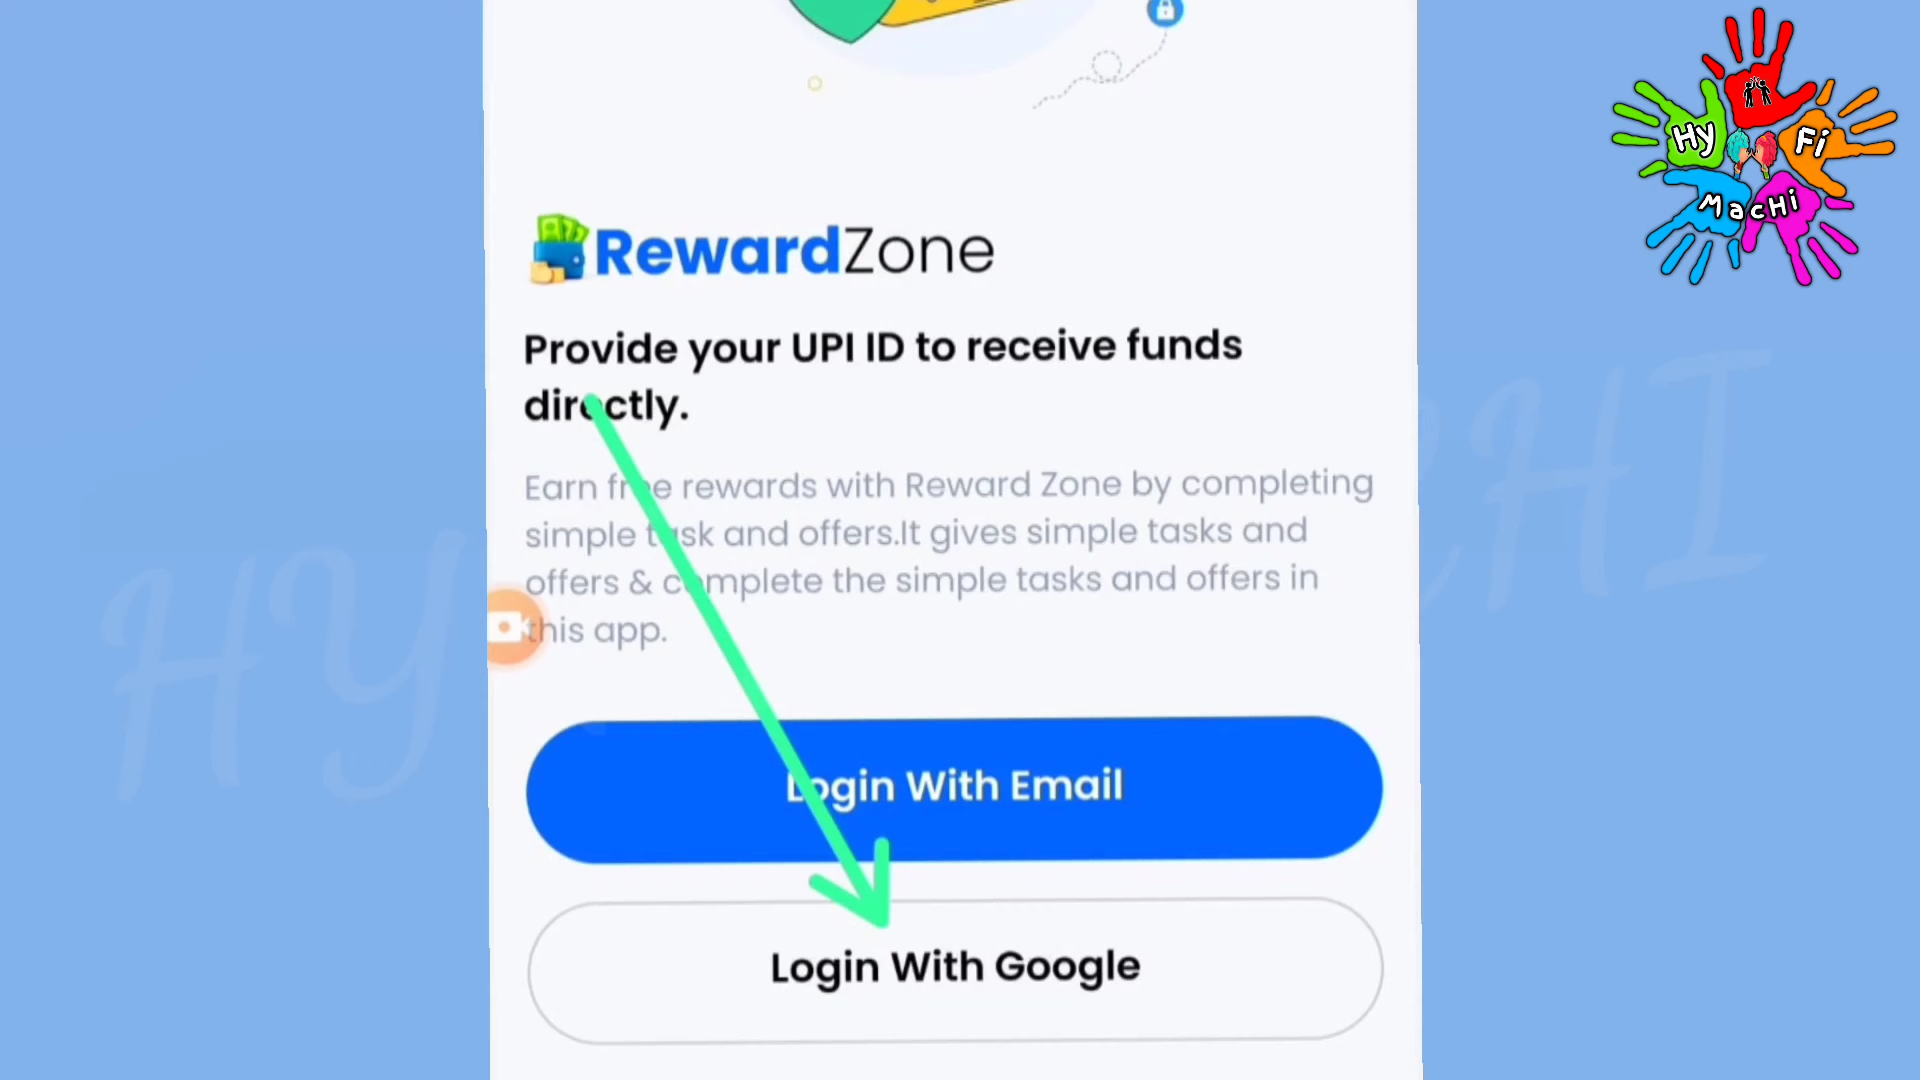 Hy
Fi
MacHi
RewardZone
Provide your UPI ID to receive funds
directly.
Earn free rewards with Reward Zone by completing
simple task and offers.It gives simple tasks and
offers & complete the simple tasks and offers in
this app.
Login With Email
Login With Google
HY
CHI